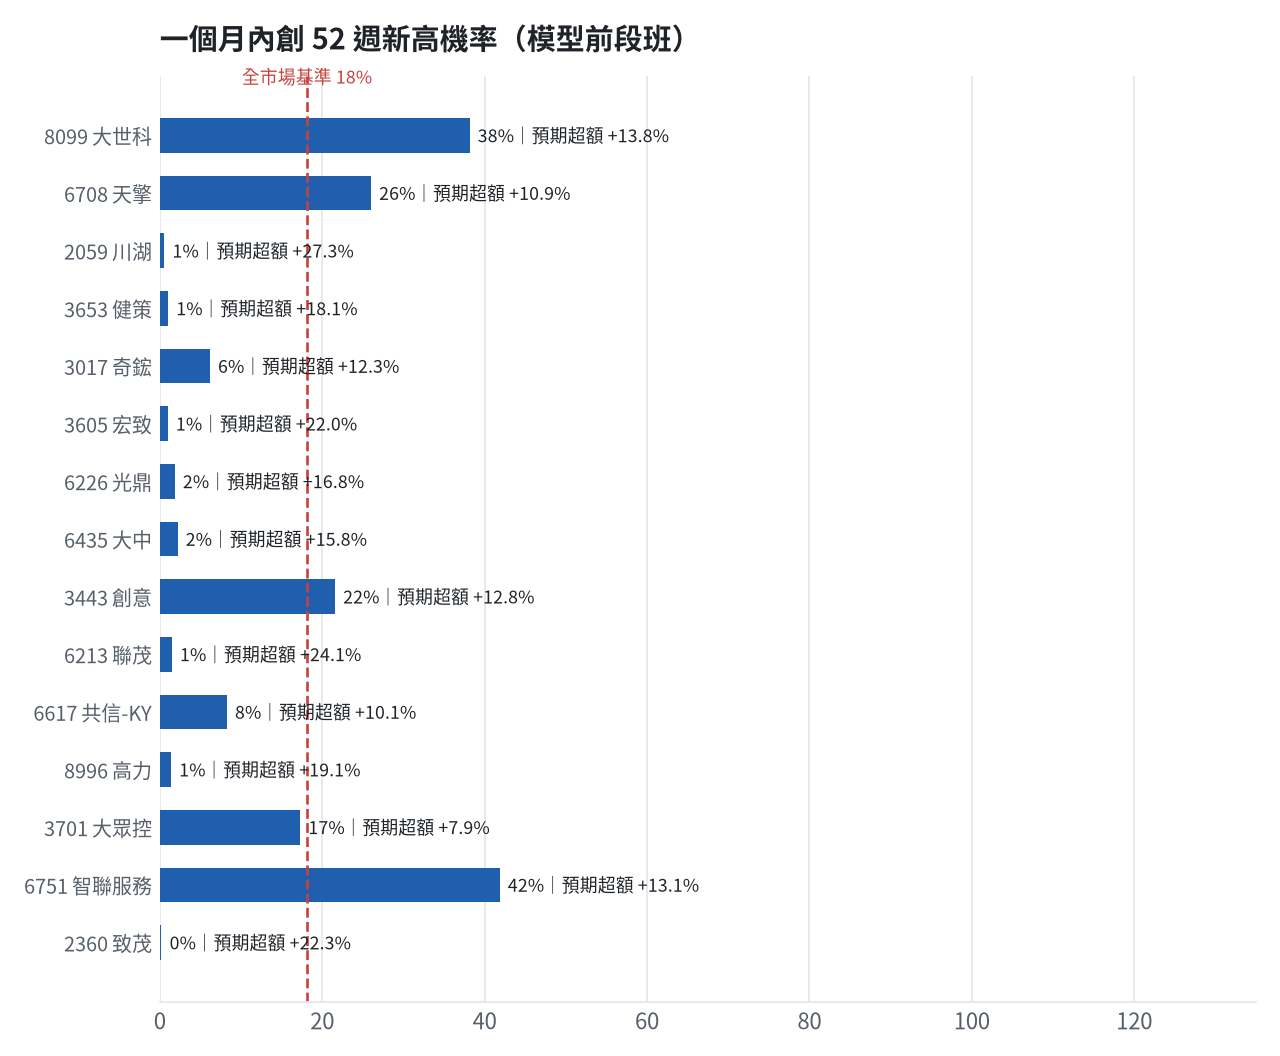 一個月內創 52 週新高機率（模型前段班）
全市場基準 18%
8099 大世科 38%｜預期超額 +13.8%
6708 天擎 26%｜預期超額 +10.9%
2059 川湖 1%｜預期超額 +27.3%
3653 健策 1%｜預期超額 +18.1%
3017 奇鋐 6%｜預期超額 +12.3%
3605 宏致 1%｜預期超額 +22.0%
6226 光鼎 2%｜預期超額 +16.8%
6435 大中 2%｜預期超額 +15.8%
3443 創意 22%｜預期超額 +12.8%
6213 聯茂 1%｜預期超額 +24.1%
6617 共信-KY 8%｜預期超額 +10.1%
8996 高力 1%｜預期超額 +19.1%
3701 大眾控 17%｜預期超額 +7.9%
6751 智聯服務 42%｜預期超額 +13.1%
2360 致茂 0%｜預期超額 +22.3%
0 20 40 60 80 100 120